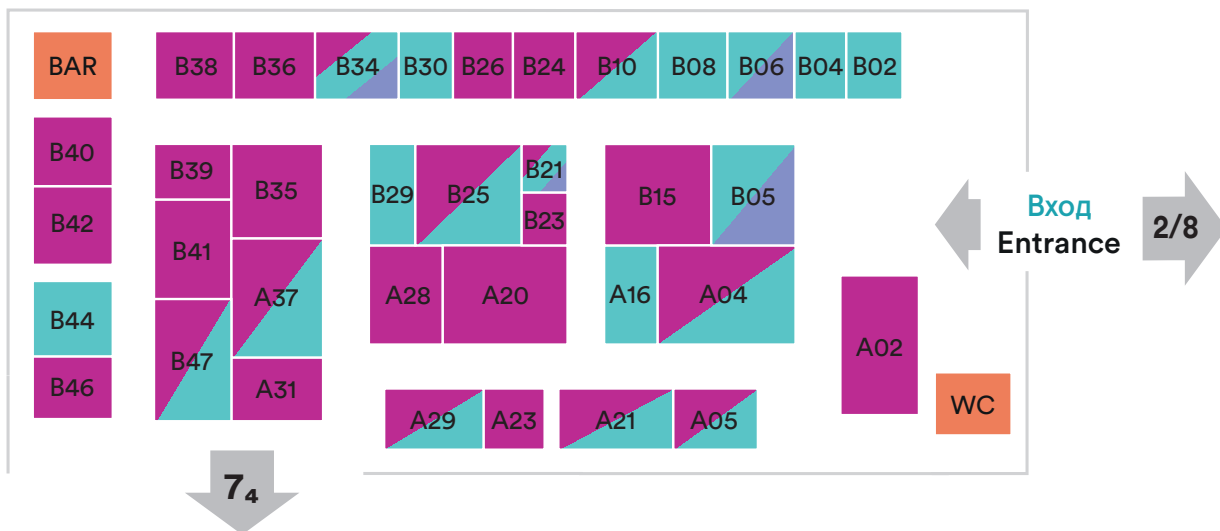 BAR
B38 B36 B34 B30 B26 B24 B10 B08 B06 B04 B02
B40
B42
B44
B46
B39
B35
B41
A37
B47
A31
B29
B25
B21
B23
A28
A20
B15
B05
A16
A04
Вход
Entrance
2/8
A02
WC
A29
A23
A21
A05
7₄